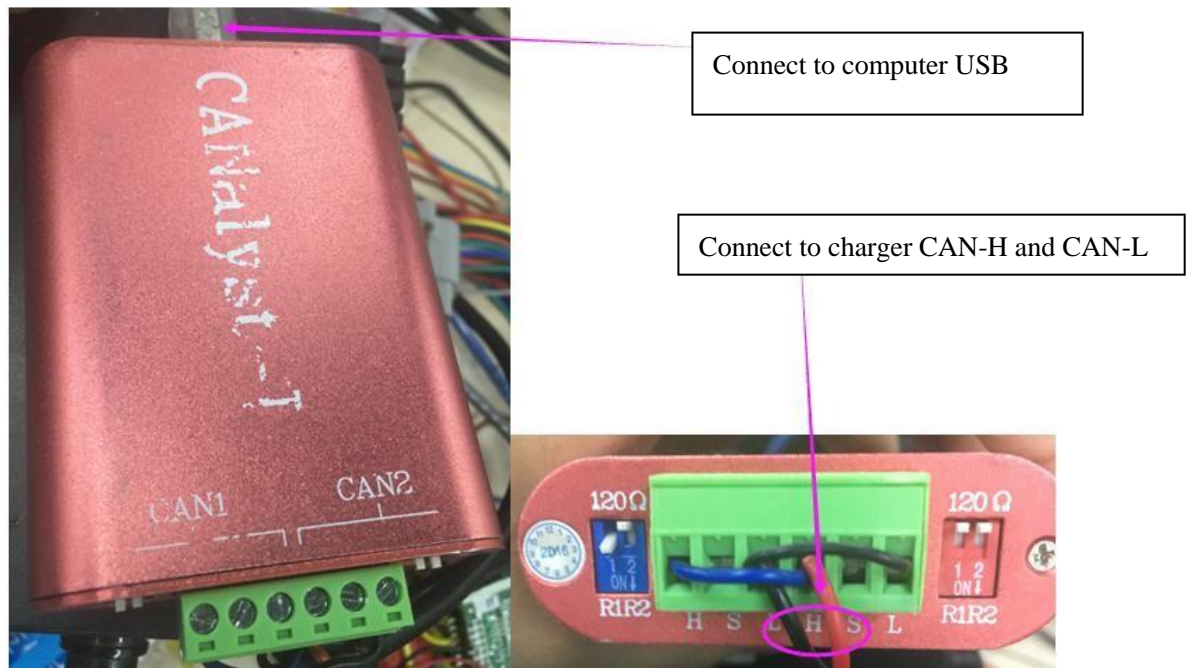 Connect to computer USB
Connect to charger CAN-H and CAN-L
CANalyst-I
CAN1
CAN2
120Ω
120Ω
2016
1 2
ON↓
1 2
ON↓
R1R2
H S L H S L
R1R2